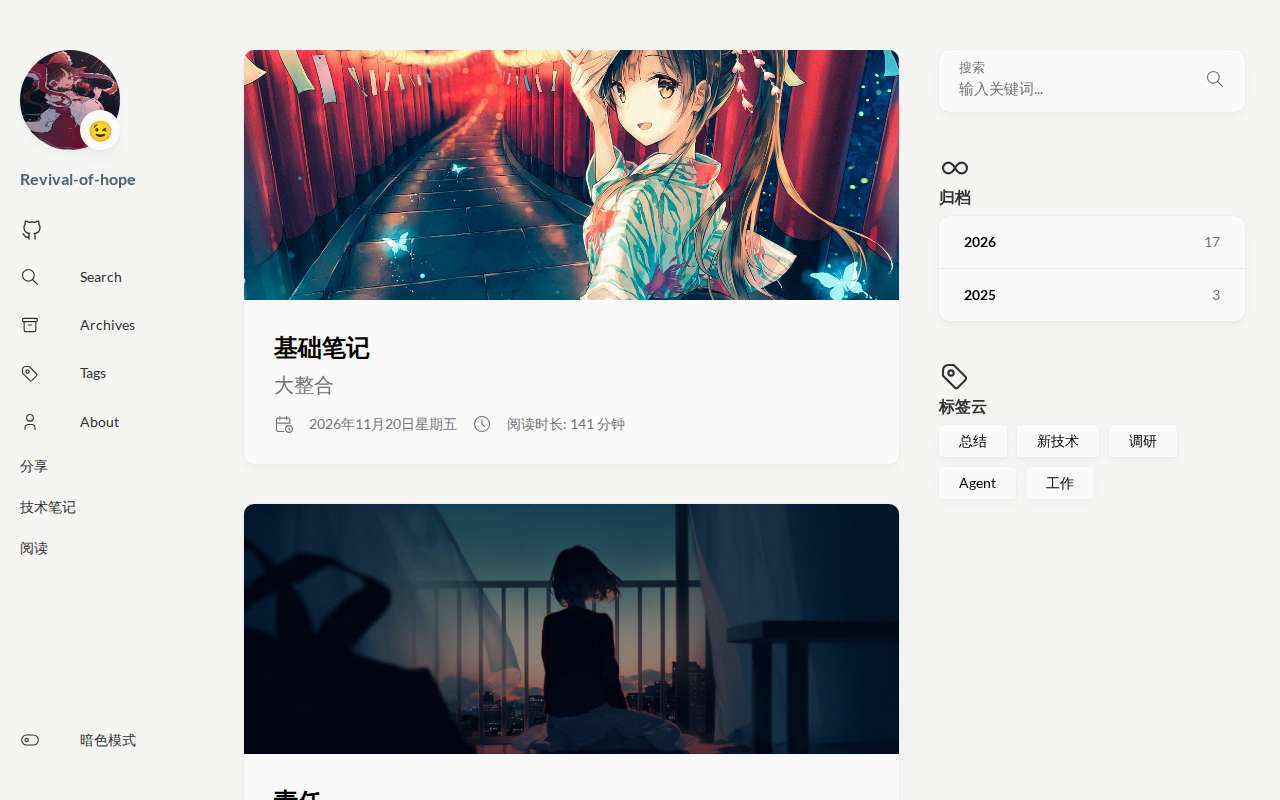 Revival-of-hope
Search
Archives
Tags
About
分享
技术笔记
阅读
暗色模式
基础笔记
大整合
2026年11月20日星期五 阅读时长: 141 分钟
责任
搜索
输入关键词...
归档
2026 17
2025 3
标签云
总结 新技术 调研
Agent 工作